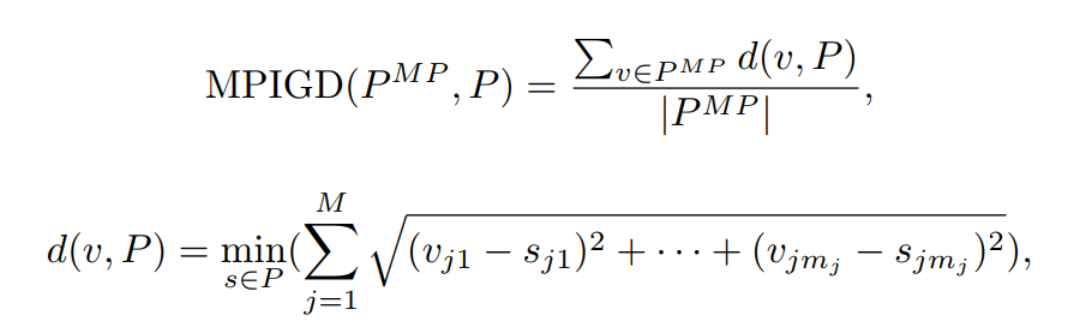 $$\mathrm{MPIGD}(P^{MP}, P) = \frac{\sum_{v \in P^{MP}} d(v, P)}{|P^{MP}|},$$
$$d(v, P) = \min_{s \in P} (\sum_{j=1}^{M} \sqrt{(v_{j1} - s_{j1})^2 + \cdots + (v_{jm_j} - s_{jm_j})^2}),$$